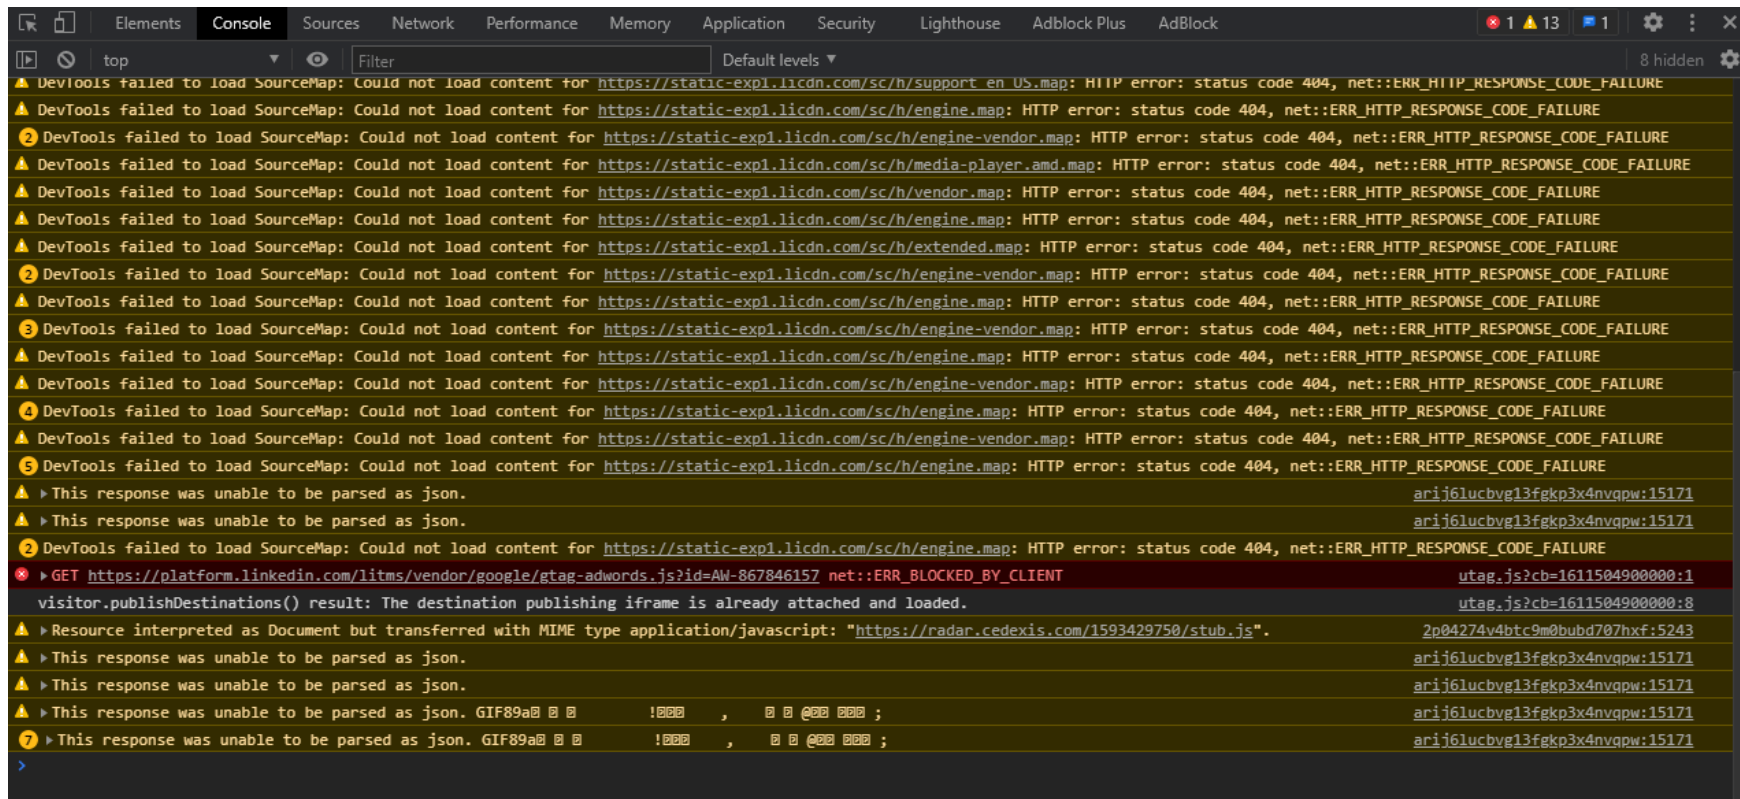 Elements Console Sources Network Performance Memory Application Security Lighthouse Adblock Plus AdBlock 1 13 1
top Filter Default levels 8 hidden
DevTools failed to load SourceMap: Could not load content for https://static-exp1.licdn.com/sc/h/support_en_US.map: HTTP error: status code 404, net::ERR_HTTP_RESPONSE_CODE_FAILURE
DevTools failed to load SourceMap: Could not load content for https://static-exp1.licdn.com/sc/h/engine.map: HTTP error: status code 404, net::ERR_HTTP_RESPONSE_CODE_FAILURE
2 DevTools failed to load SourceMap: Could not load content for https://static-exp1.licdn.com/sc/h/engine-vendor.map: HTTP error: status code 404, net::ERR_HTTP_RESPONSE_CODE_FAILURE
DevTools failed to load SourceMap: Could not load content for https://static-exp1.licdn.com/sc/h/media-player.amd.map: HTTP error: status code 404, net::ERR_HTTP_RESPONSE_CODE_FAILURE
DevTools failed to load SourceMap: Could not load content for https://static-exp1.licdn.com/sc/h/vendor.map: HTTP error: status code 404, net::ERR_HTTP_RESPONSE_CODE_FAILURE
DevTools failed to load SourceMap: Could not load content for https://static-exp1.licdn.com/sc/h/engine.map: HTTP error: status code 404, net::ERR_HTTP_RESPONSE_CODE_FAILURE
DevTools failed to load SourceMap: Could not load content for https://static-exp1.licdn.com/sc/h/extended.map: HTTP error: status code 404, net::ERR_HTTP_RESPONSE_CODE_FAILURE
2 DevTools failed to load SourceMap: Could not load content for https://static-exp1.licdn.com/sc/h/engine-vendor.map: HTTP error: status code 404, net::ERR_HTTP_RESPONSE_CODE_FAILURE
DevTools failed to load SourceMap: Could not load content for https://static-exp1.licdn.com/sc/h/engine.map: HTTP error: status code 404, net::ERR_HTTP_RESPONSE_CODE_FAILURE
3 DevTools failed to load SourceMap: Could not load content for https://static-exp1.licdn.com/sc/h/engine-vendor.map: HTTP error: status code 404, net::ERR_HTTP_RESPONSE_CODE_FAILURE
DevTools failed to load SourceMap: Could not load content for https://static-exp1.licdn.com/sc/h/engine.map: HTTP error: status code 404, net::ERR_HTTP_RESPONSE_CODE_FAILURE
DevTools failed to load SourceMap: Could not load content for https://static-exp1.licdn.com/sc/h/engine-vendor.map: HTTP error: status code 404, net::ERR_HTTP_RESPONSE_CODE_FAILURE
4 DevTools failed to load SourceMap: Could not load content for https://static-exp1.licdn.com/sc/h/engine.map: HTTP error: status code 404, net::ERR_HTTP_RESPONSE_CODE_FAILURE
DevTools failed to load SourceMap: Could not load content for https://static-exp1.licdn.com/sc/h/engine-vendor.map: HTTP error: status code 404, net::ERR_HTTP_RESPONSE_CODE_FAILURE
5 DevTools failed to load SourceMap: Could not load content for https://static-exp1.licdn.com/sc/h/engine.map: HTTP error: status code 404, net::ERR_HTTP_RESPONSE_CODE_FAILURE
This response was unable to be parsed as json. arij6lucbvg13fgkp3x4nvqpw:15171
This response was unable to be parsed as json. arij6lucbvg13fgkp3x4nvqpw:15171
2 DevTools failed to load SourceMap: Could not load content for https://static-exp1.licdn.com/sc/h/engine.map: HTTP error: status code 404, net::ERR_HTTP_RESPONSE_CODE_FAILURE
GET https://platform.linkedin.com/litms/vendor/google/gtag-adwords.js?id=AW-867846157 net::ERR_BLOCKED_BY_CLIENT utag.js?cb=1611504900000:1
visitor.publishDestinations() result: The destination publishing iframe is already attached and loaded. utag.js?cb=1611504900000:8
Resource interpreted as Document but transferred with MIME type application/javascript: "https://radar.cedexis.com/1593429750/stub.js". 2p04274v4btc9m0bubd707hxf:5243
This response was unable to be parsed as json. arij6lucbvg13fgkp3x4nvqpw:15171
This response was unable to be parsed as json. arij6lucbvg13fgkp3x4nvqpw:15171
This response was unable to be parsed as json. GIF89a ! , @ ; arij6lucbvg13fgkp3x4nvqpw:15171
7 This response was unable to be parsed as json. GIF89a ! , @ ; arij6lucbvg13fgkp3x4nvqpw:15171